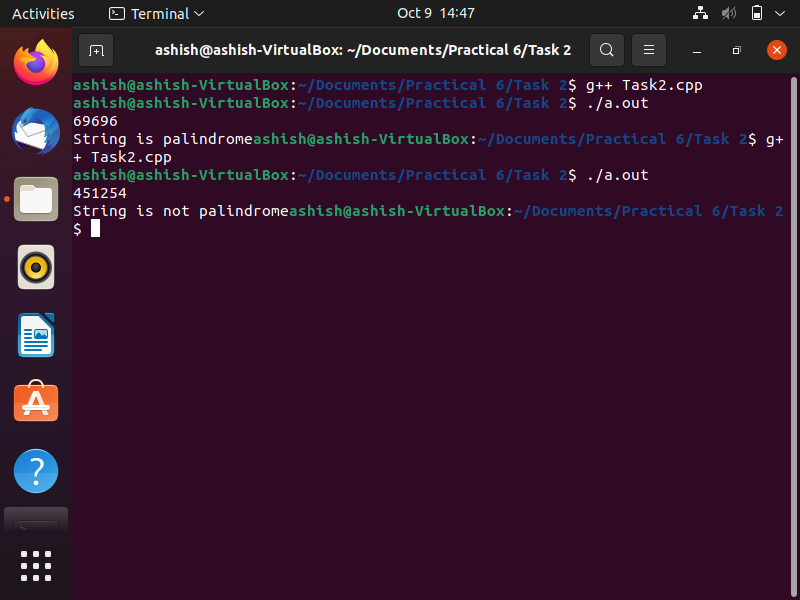 Activities Terminal Oct 9 14:47
ashish@ashish-VirtualBox: ~/Documents/Practical 6/Task 2
ashish@ashish-VirtualBox:~/Documents/Practical 6/Task 2$ g++ Task2.cpp
ashish@ashish-VirtualBox:~/Documents/Practical 6/Task 2$ ./a.out
69696
String is palindromeashish@ashish-VirtualBox:~/Documents/Practical 6/Task 2$ g+
+ Task2.cpp
ashish@ashish-VirtualBox:~/Documents/Practical 6/Task 2$ ./a.out
451254
String is not palindromeashish@ashish-VirtualBox:~/Documents/Practical 6/Task 2
$